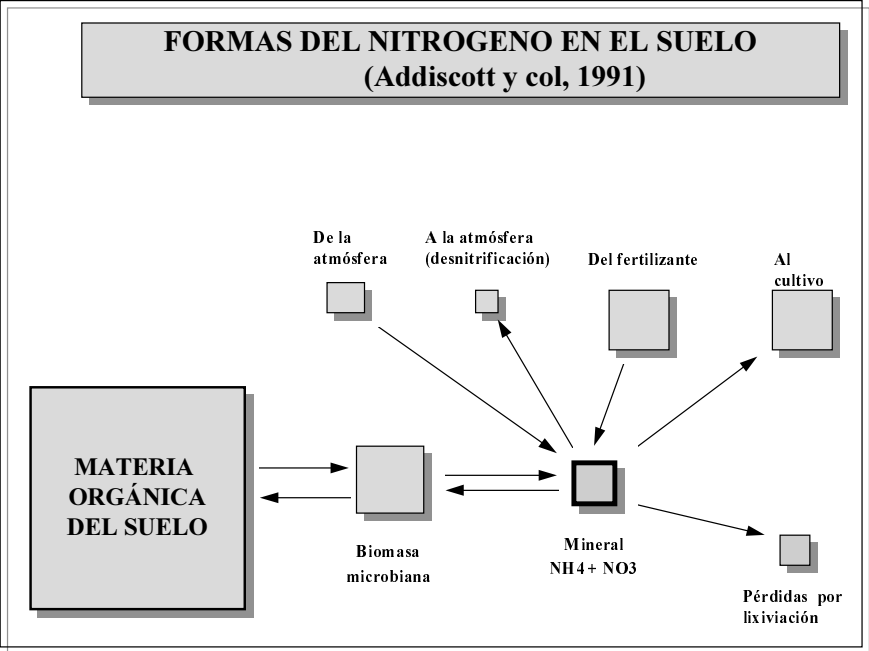 FORMAS DEL NITROGENO EN EL SUELO
(Addiscott y col, 1991)
De la
atmósfera
A la atmósfera
(desnitrificación)
Del fertilizante
Al
cultivo
MATERIA
ORGÁNICA
DEL SUELO
Biomasa
microbiana
Mineral
NH4 + NO3
Pérdidas por
lixiviación